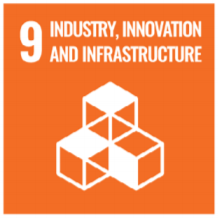 9 INDUSTRY, INNOVATION
AND INFRASTRUCTURE